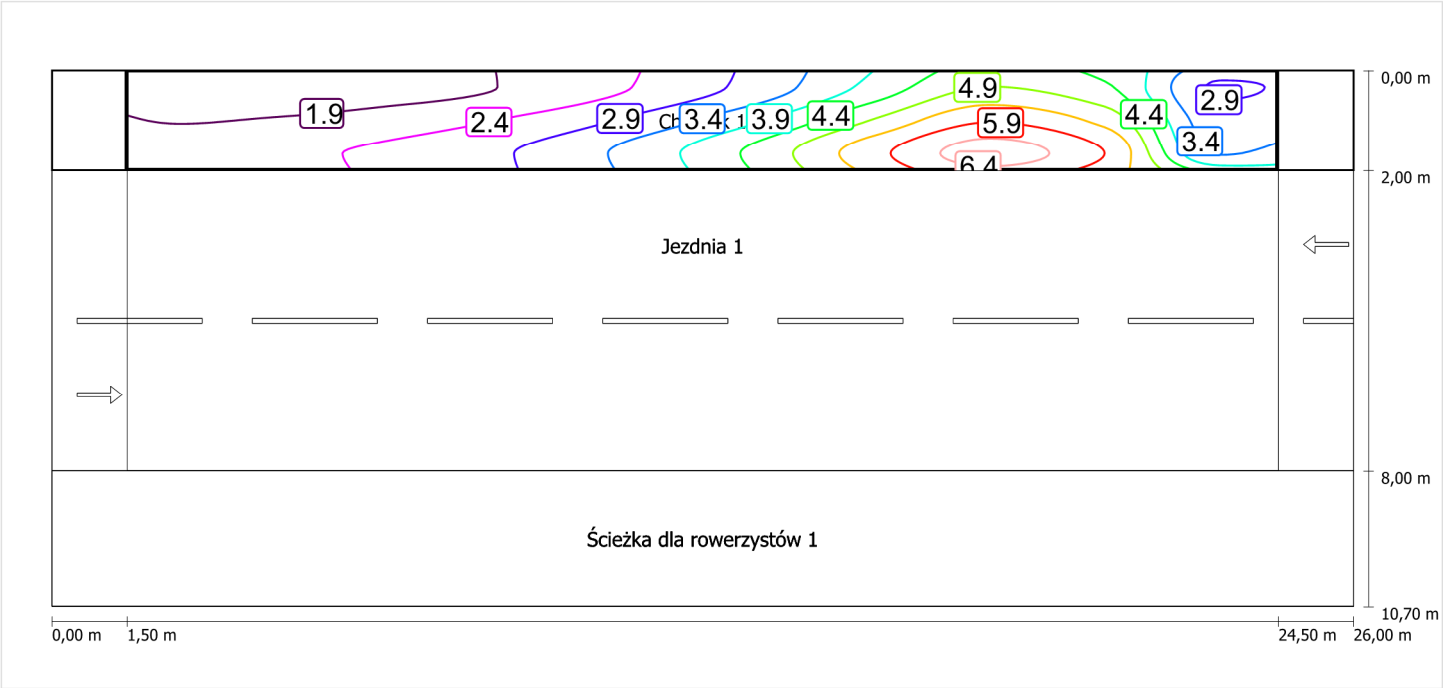 0,00 m
4.9
2.9
1.9
2.4
2.9
3.4
3.9
4.4
5.9
4.4
3.4
6.4
2,00 m
Jezdnia 1
8,00 m
Ścieżka dla rowerzystów 1
10,70 m
0,00 m 1,50 m 24,50 m 26,00 m